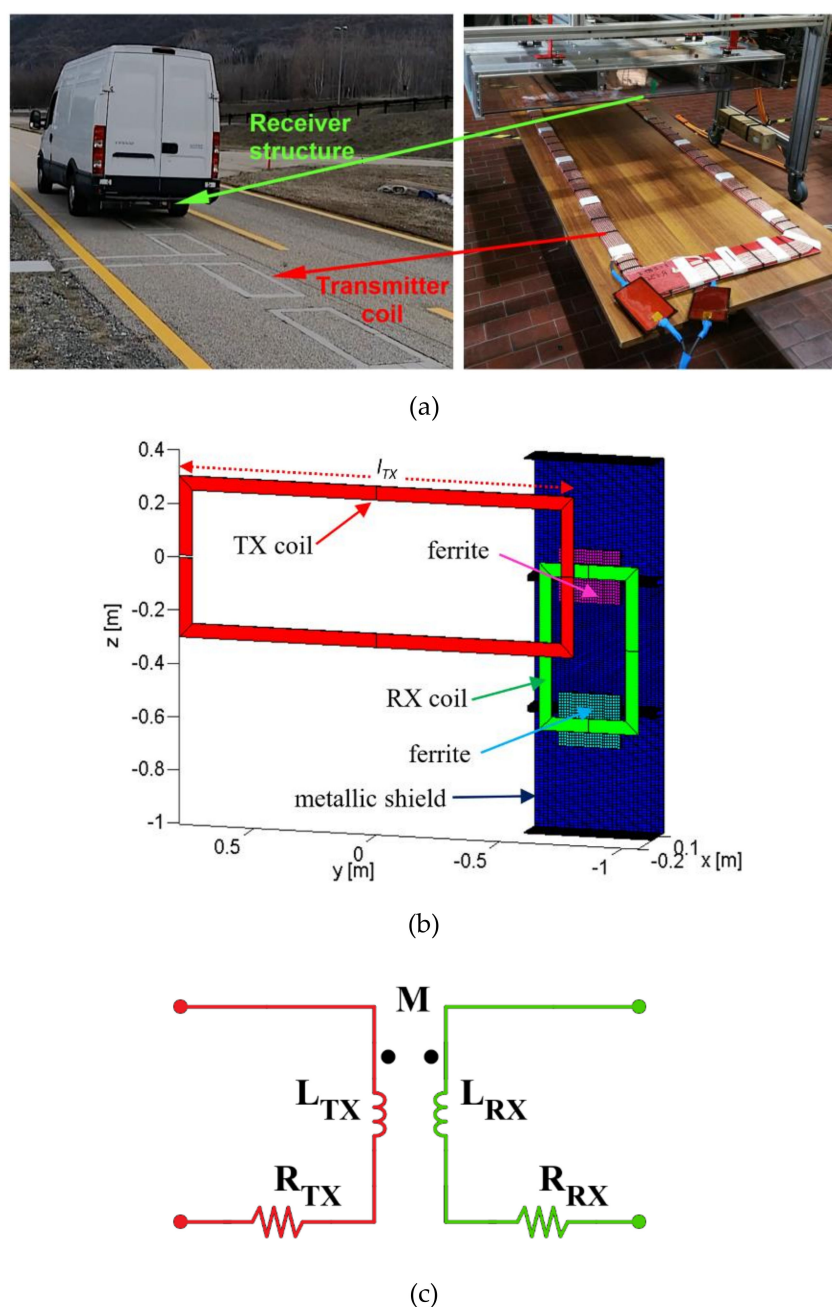 Receiver
structure
Transmitter
coil
(a)
0.4
0.2
0
-0.2
-0.4
-0.6
-0.8
-1
z [m]
l_TX
TX coil
ferrite
RX coil
ferrite
metallic shield
0.5
0
-0.5
-1
y [m]
0.1
-0.2
x [m]
(b)
M
L_TX
L_RX
R_TX
R_RX
(c)